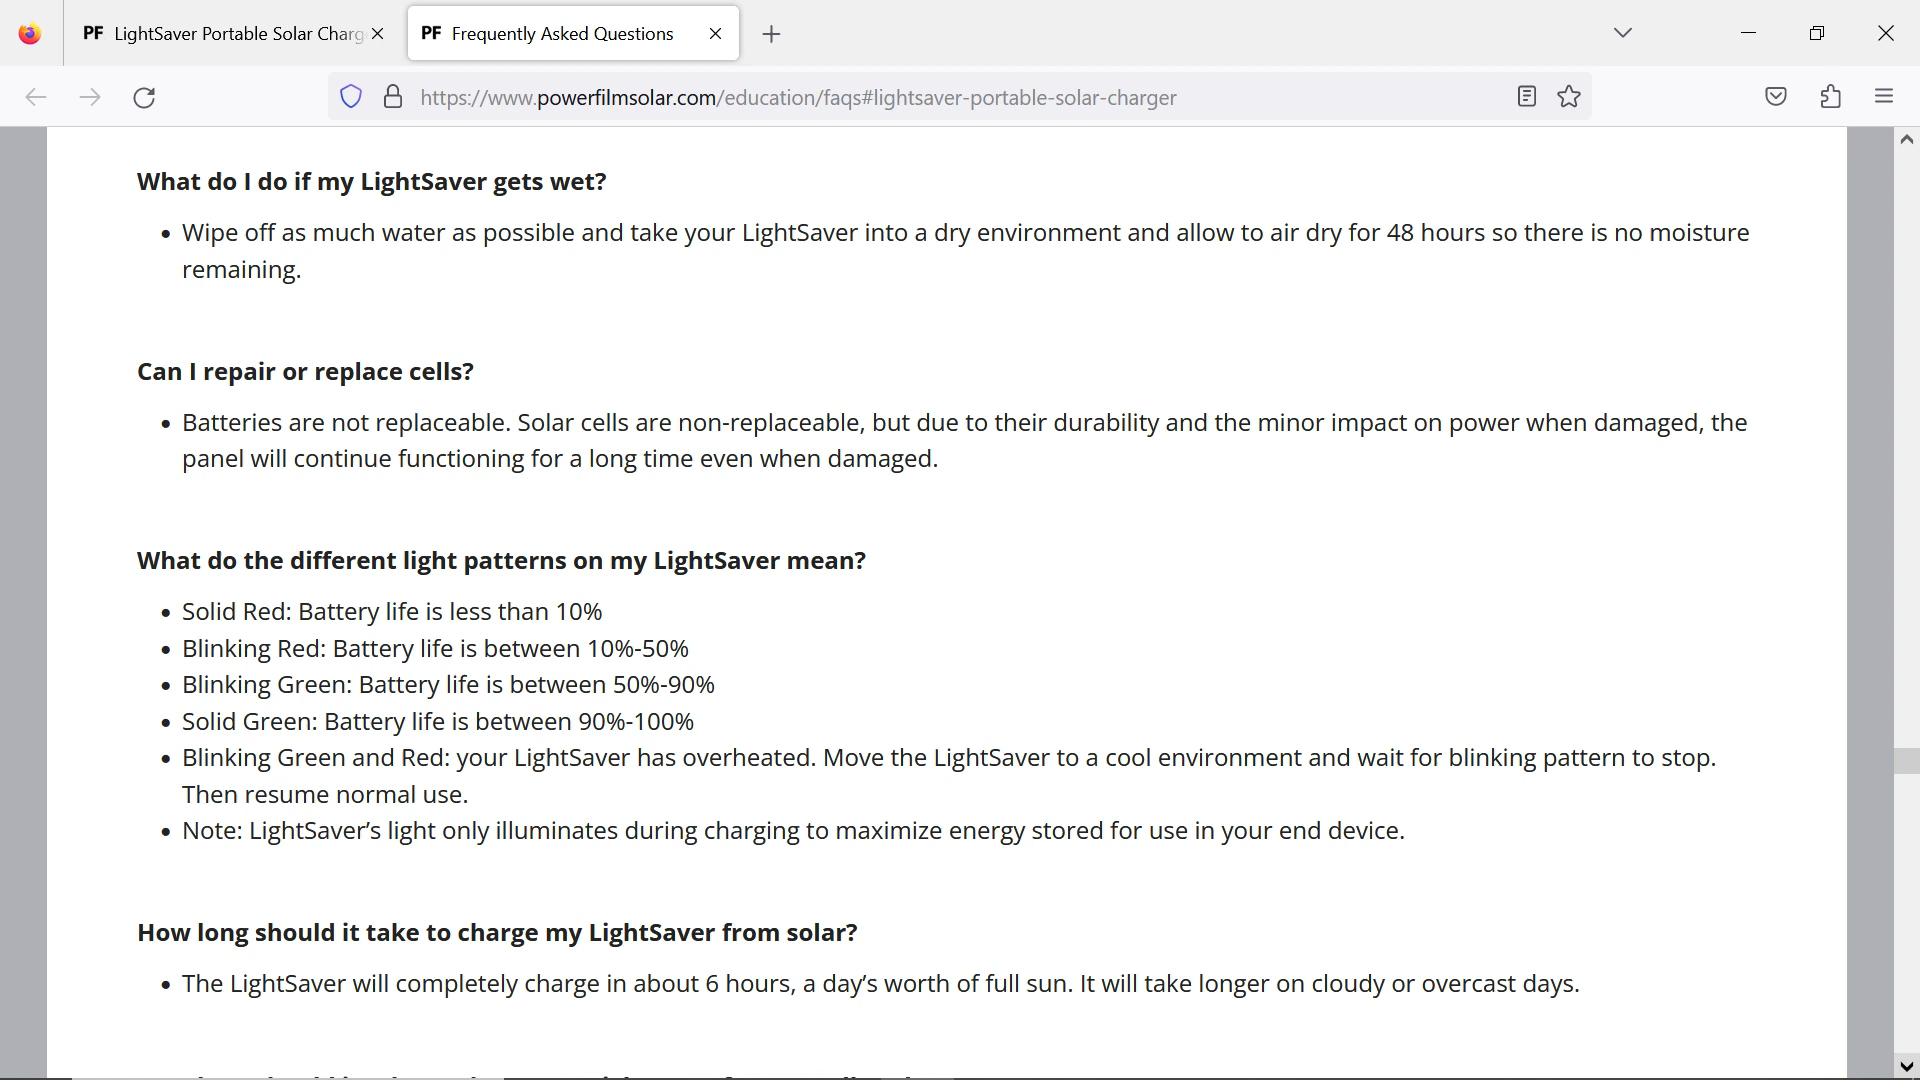 PF LightSaver Portable Solar Charg
PF Frequently Asked Questions
https://www.powerfilmsolar.com/education/faqs#lightsaver-portable-solar-charger
What do I do if my LightSaver gets wet?
• Wipe off as much water as possible and take your LightSaver into a dry environment and allow to air dry for 48 hours so there is no moisture
remaining.
Can I repair or replace cells?
• Batteries are not replaceable. Solar cells are non-replaceable, but due to their durability and the minor impact on power when damaged, the
panel will continue functioning for a long time even when damaged.
What do the different light patterns on my LightSaver mean?
• Solid Red: Battery life is less than 10%
• Blinking Red: Battery life is between 10%-50%
• Blinking Green: Battery life is between 50%-90%
• Solid Green: Battery life is between 90%-100%
• Blinking Green and Red: your LightSaver has overheated. Move the LightSaver to a cool environment and wait for blinking pattern to stop.
Then resume normal use.
• Note: LightSaver’s light only illuminates during charging to maximize energy stored for use in your end device.
How long should it take to charge my LightSaver from solar?
• The LightSaver will completely charge in about 6 hours, a day’s worth of full sun. It will take longer on cloudy or overcast days.